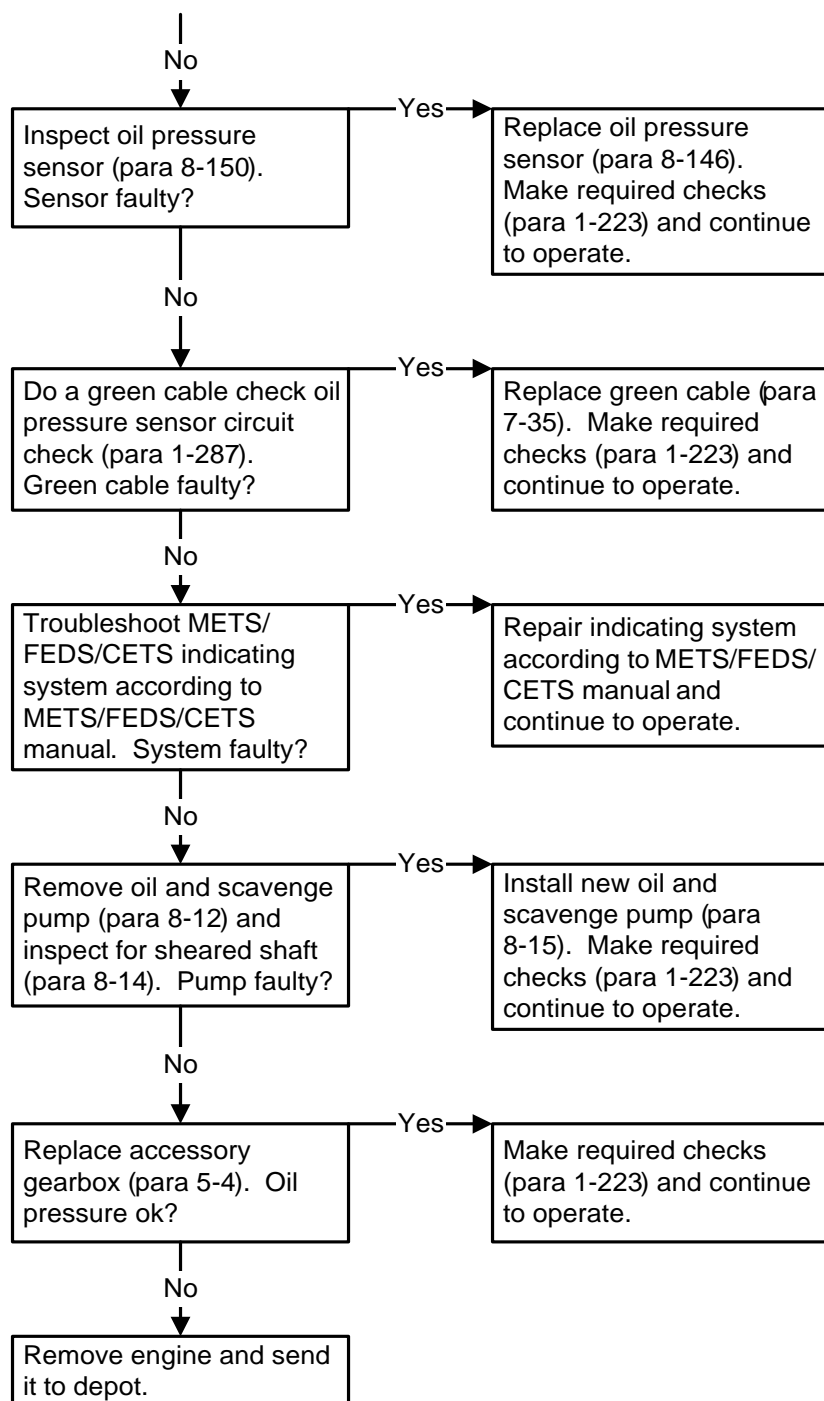 No
Inspect oil pressure
sensor (para 8-150).
Sensor faulty?
Yes
Replace oil pressure
sensor (para 8-146).
Make required checks
(para 1-223) and continue
to operate.
No
Do a green cable check oil
pressure sensor circuit
check (para 1-287).
Green cable faulty?
Yes
Replace green cable (para
7-35).  Make required
checks (para 1-223) and
continue to operate.
No
Troubleshoot METS/
FEDS/CETS indicating
system according to
METS/FEDS/CETS
manual.  System faulty?
Yes
Repair indicating system
according to METS/FEDS/
CETS manual and
continue to operate.
No
Remove oil and scavenge
pump (para 8-12) and
inspect for sheared shaft
(para 8-14).  Pump faulty?
Yes
Install new oil and
scavenge pump (para
8-15).  Make required
checks (para 1-223) and
continue to operate.
No
Replace accessory
gearbox (para 5-4).  Oil
pressure ok?
Yes
Make required checks
(para 1-223) and continue
to operate.
No
Remove engine and send
it to depot.